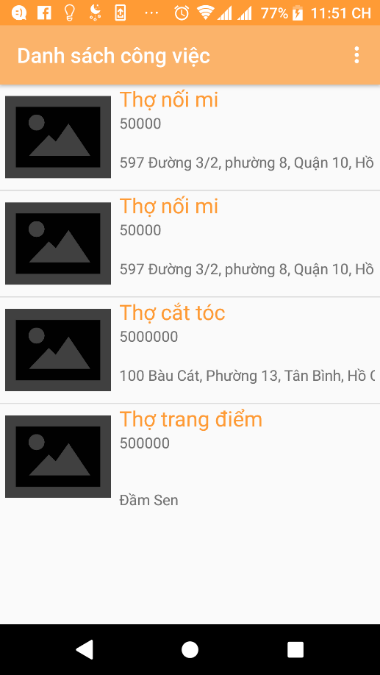 77% 11:51 CH
Danh sách công việc
Thợ nối mi
50000
597 Đường 3/2, phường 8, Quận 10, Hồ
Thợ nối mi
50000
597 Đường 3/2, phường 8, Quận 10, Hồ
Thợ cắt tóc
5000000
100 Bàu Cát, Phường 13, Tân Bình, Hồ C
Thợ trang điểm
500000
Đầm Sen